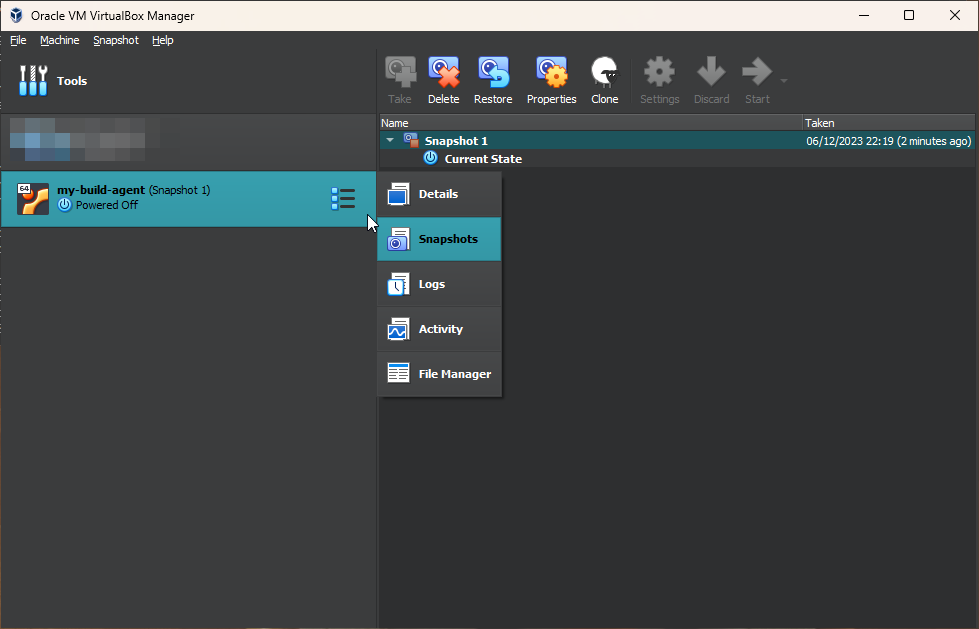 Oracle VM VirtualBox Manager
File Machine Snapshot Help
Tools
Take Delete Restore Properties Clone Settings Discard Start
Name Taken
Snapshot 1 06/12/2023 22:19 (2 minutes ago)
Current State
64
my-build-agent (Snapshot 1)
Powered Off
Details
Snapshots
Logs
Activity
File Manager